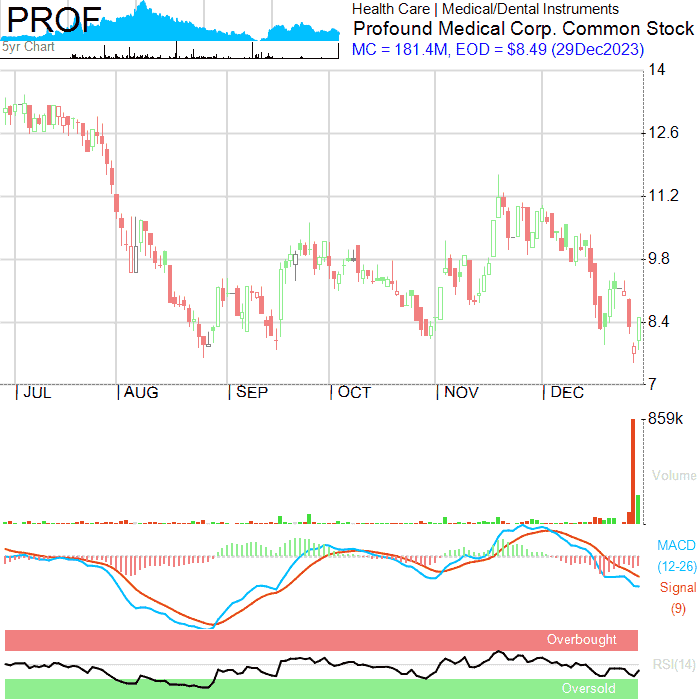 PROF
5yr Chart
Health Care | Medical/Dental Instruments
Profound Medical Corp. Common Stock
MC = 181.4M, EOD = $8.49 (29Dec2023)
14
12.6
11.2
9.8
8.4
7
JUL AUG SEP OCT NOV DEC
859k
Volume
MACD
(12-26)
Signal
(9)
Overbought
RSI(14)
Oversold